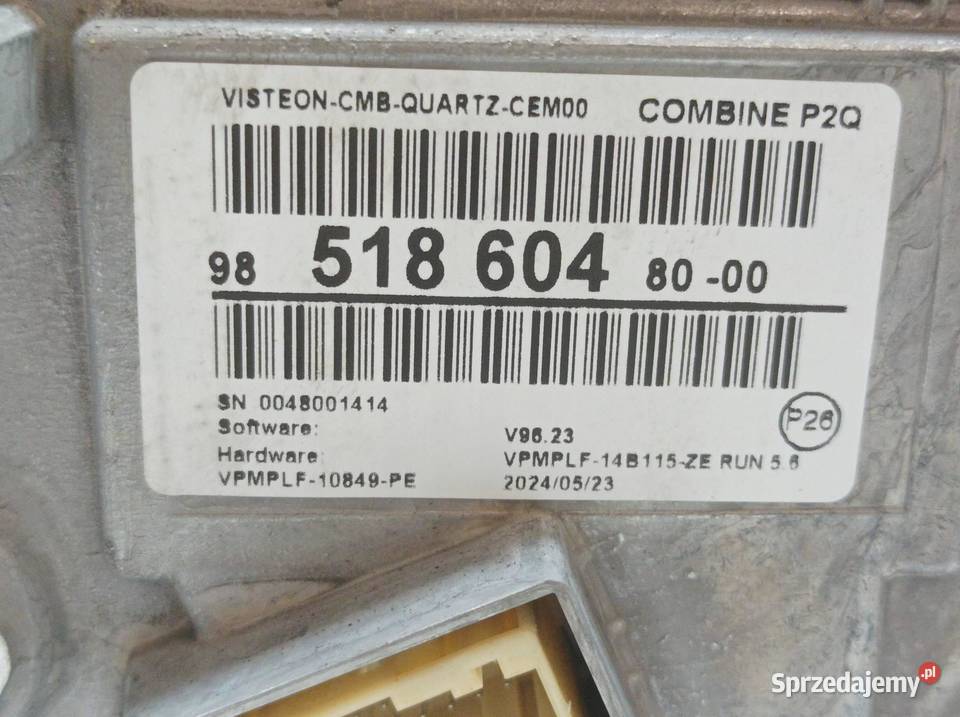 VISTEON-CMB-QUARTZ-CEM00 COMBINE P2Q
98 518 604 80 -00
SN 0048001414
Software: V96.23
Hardware: VPMPLF-14B115-ZE RUN 5.6
VPMPLF-10849-PE 2024/05/23
P26
Sprzedajemy.pl